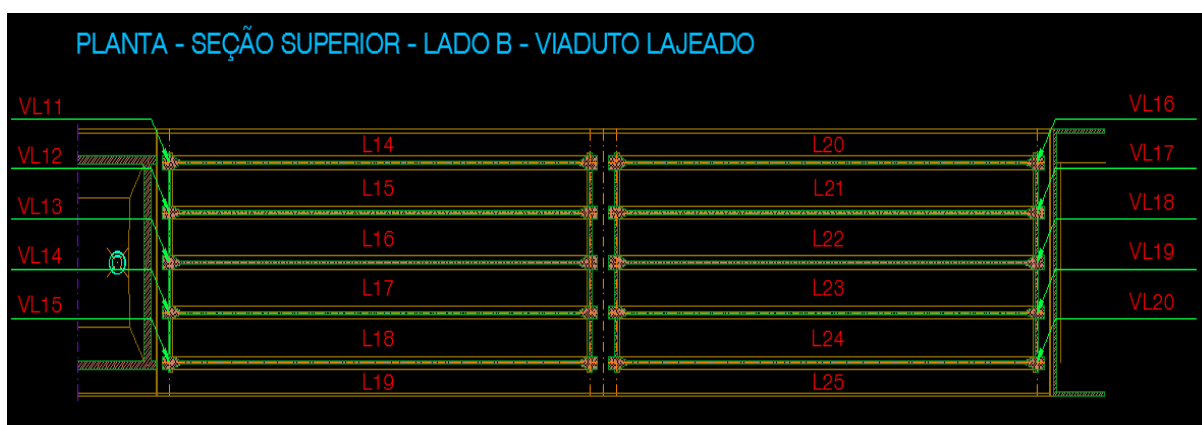 PLANTA - SEÇÃO SUPERIOR - LADO B - VIADUTO LAJEADO
VL11
VL16
L14
L20
VL12
VL17
L15
L21
VL13
VL18
L16
L22
VL14
VL19
L17
L23
VL15
VL20
L18
L24
L19
L25